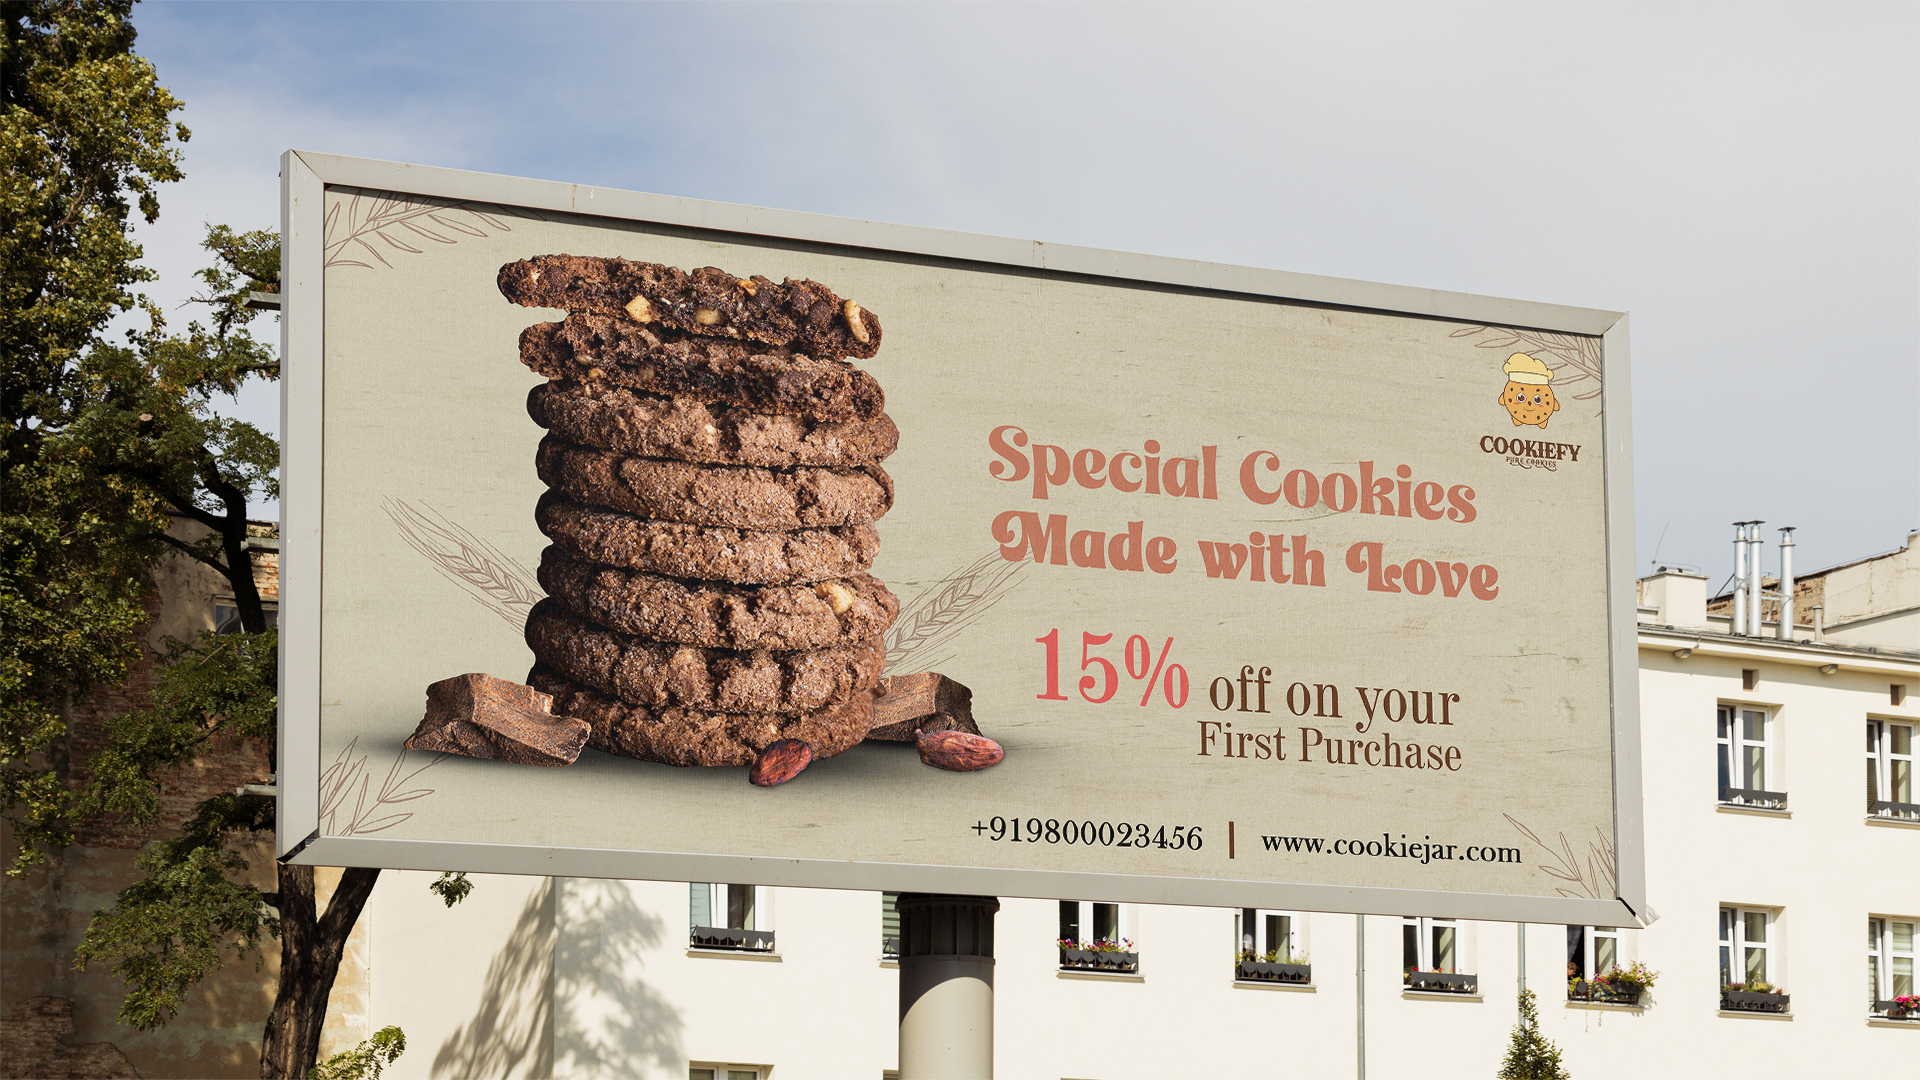 COOKIEFY
PURE COOKIES
Special Cookies
Made with Love
15% off on your
First Purchase
+919800023456 | www.cookiejar.com